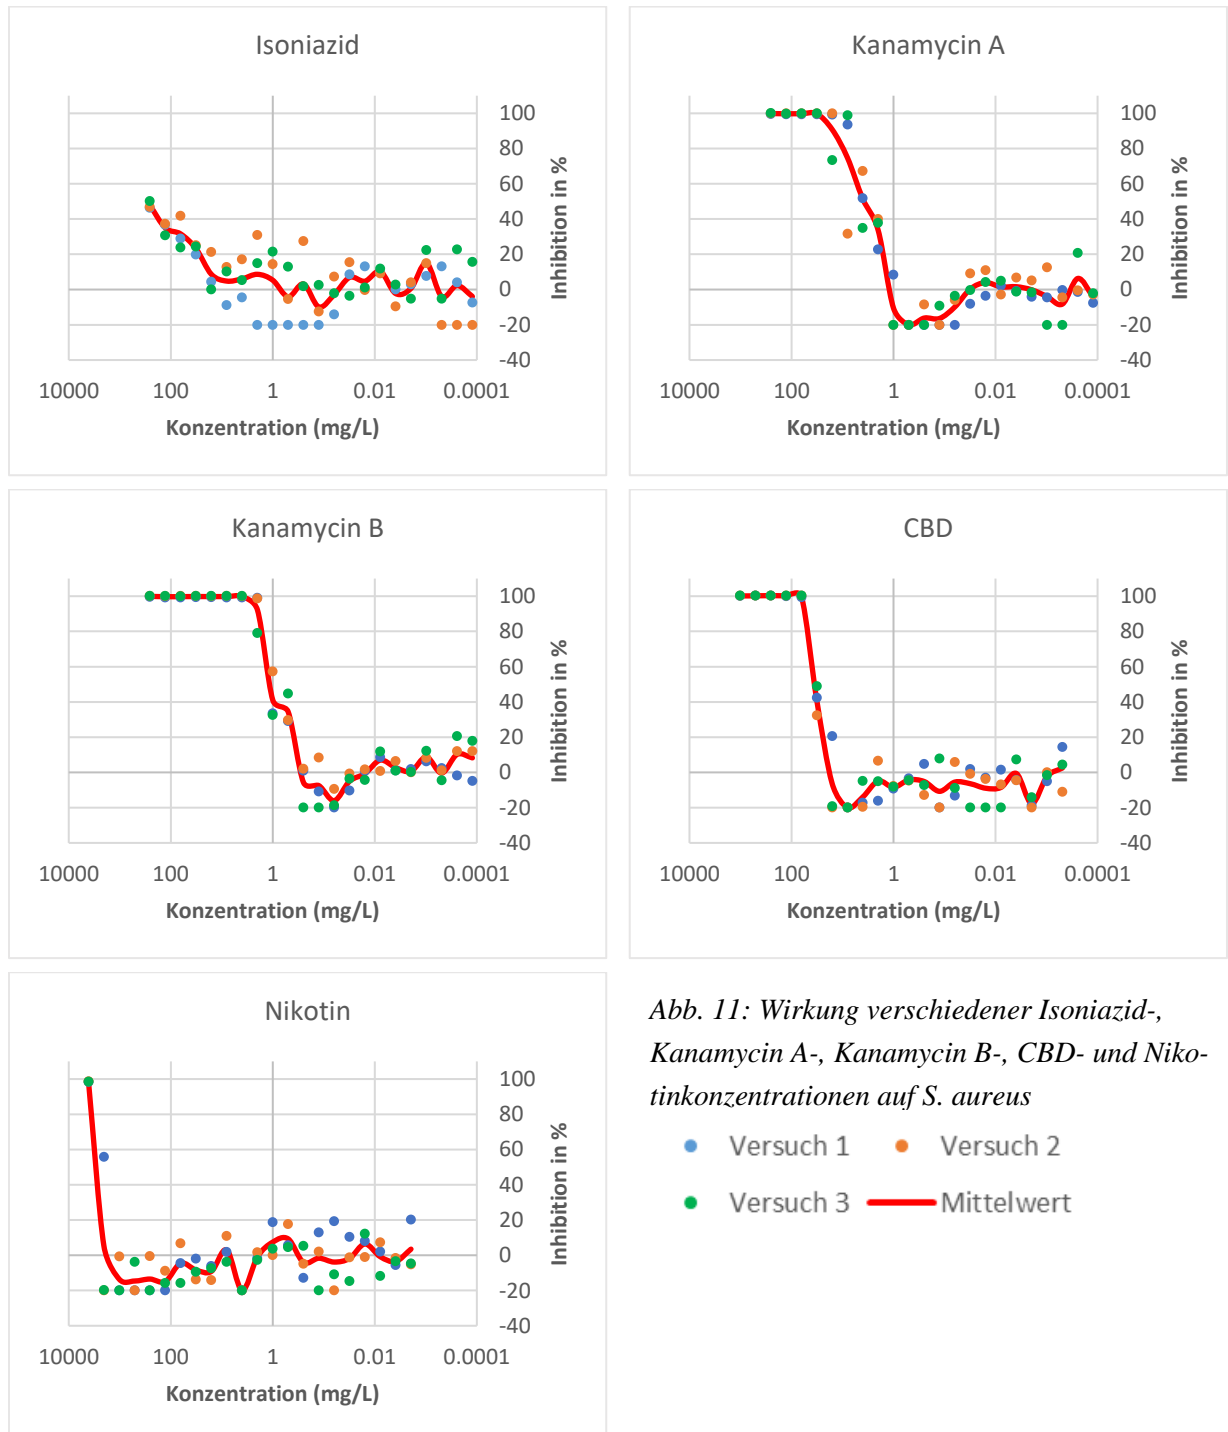 Isoniazid
100
80
60
40
20
0
-20
-40
Inhibition in %
10000 100 1 0.01 0.0001
Konzentration (mg/L)
Kanamycin A
100
80
60
40
20
0
-20
-40
Inhibition in %
10000 100 1 0.01 0.0001
Konzentration (mg/L)
Kanamycin B
100
80
60
40
20
0
-20
-40
Inhibition in %
10000 100 1 0.01 0.0001
Konzentration (mg/L)
CBD
100
80
60
40
20
0
-20
-40
Inhibition in %
10000 100 1 0.01 0.0001
Konzentration (mg/L)
Nikotin
100
80
60
40
20
0
-20
-40
Inhibition in %
10000 100 1 0.01 0.0001
Konzentration (mg/L)
Abb. 11: Wirkung verschiedener Isoniazid-,
Kanamycin A-, Kanamycin B-, CBD- und Niko-
tinkonzentrationen auf S. aureus
Versuch 1 Versuch 2
Versuch 3 Mittelwert